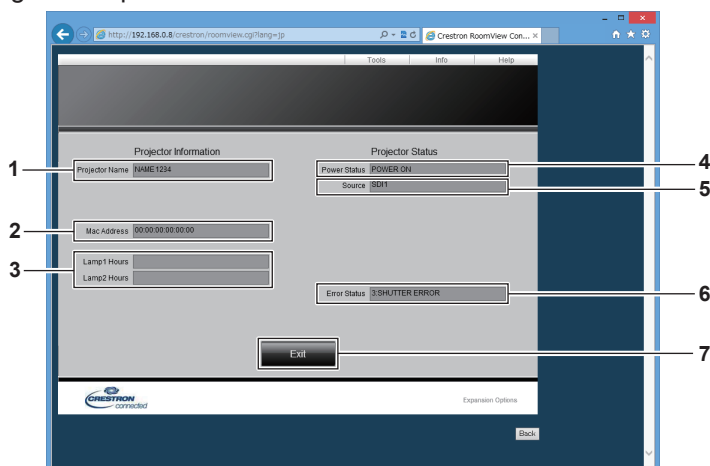 http://192.168.0.8/crestron/roomview.cgi?lang=jp
Crestron RoomView Con...
Tools Info Help
Projector Information
Projector Status
1 Projector Name NAME 1234
Power Status POWER ON 4
Source SDI1 5
2 Mac Address 00:00:00:00:00:00
3 Lamp1 Hours
Lamp2 Hours
Error Status 3:SHUTTER ERROR 6
Exit 7
CRESTRON
connected
Expansion Options
Back